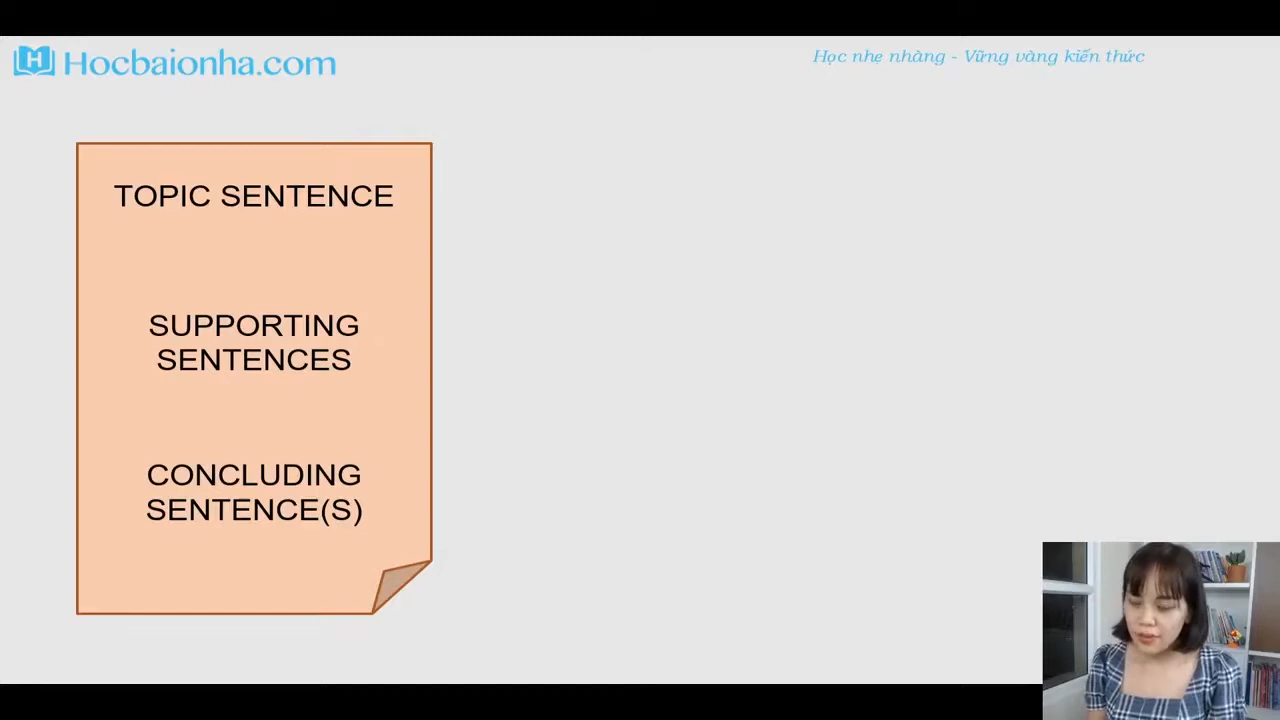 Hocbaionha.com
Học nhẹ nhàng - Vững vàng kiến thức
TOPIC SENTENCE
SUPPORTING
SENTENCES
CONCLUDING
SENTENCE(S)